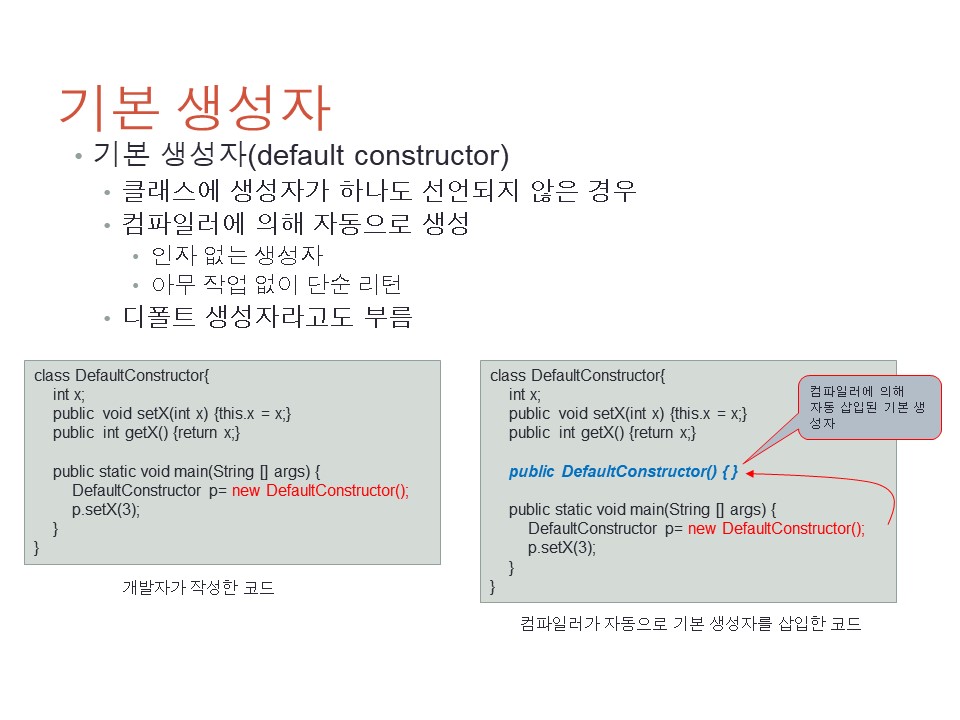 기본 생성자
• 기본 생성자(default constructor)
• 클래스에 생성자가 하나도 선언되지 않은 경우
• 컴파일러에 의해 자동으로 생성
• 인자 없는 생성자
• 아무 작업 없이 단순 리턴
• 디폴트 생성자라고도 부름
class DefaultConstructor{
int x;
public void setX(int x) {this.x = x;}
public int getX() {return x;}
public static void main(String [] args) {
DefaultConstructor p= new DefaultConstructor();
p.setX(3);
}
}
개발자가 작성한 코드
class DefaultConstructor{
int x;
public void setX(int x) {this.x = x;}
public int getX() {return x;}
public DefaultConstructor() { }
public static void main(String [] args) {
DefaultConstructor p= new DefaultConstructor();
p.setX(3);
}
}
컴파일러에 의해
자동 삽입된 기본 생
성자
컴파일러가 자동으로 기본 생성자를 삽입한 코드